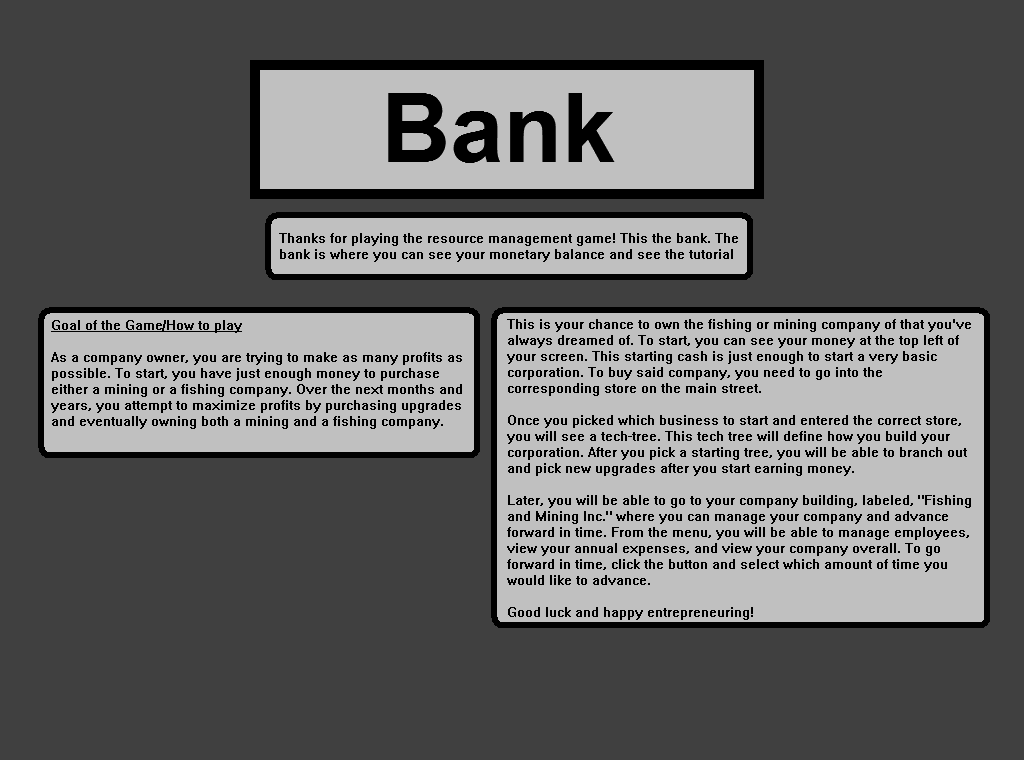 Bank
Thanks for playing the resource management game! This the bank. The
bank is where you can see your monetary balance and see the tutorial
Goal of the Game/How to play
As a company owner, you are trying to make as many profits as
possible. To start, you have just enough money to purchase
either a mining or a fishing company. Over the next months and
years, you attempt to maximize profits by purchasing upgrades
and eventually owning both a mining and a fishing company.
This is your chance to own the fishing or mining company of that you've
always dreamed of. To start, you can see your money at the top left of
your screen. This starting cash is just enough to start a very basic
corporation. To buy said company, you need to go into the
corresponding store on the main street.
Once you picked which business to start and entered the correct store,
you will see a tech-tree. This tech tree will define how you build your
corporation. After you pick a starting tree, you will be able to branch out
and pick new upgrades after you start earning money.
Later, you will be able to go to your company building, labeled, "Fishing
and Mining Inc." where you can manage your company and advance
forward in time. From the menu, you will be able to manage employees,
view your annual expenses, and view your company overall. To go
forward in time, click the button and select which amount of time you
would like to advance.
Good luck and happy entrepreneuring!